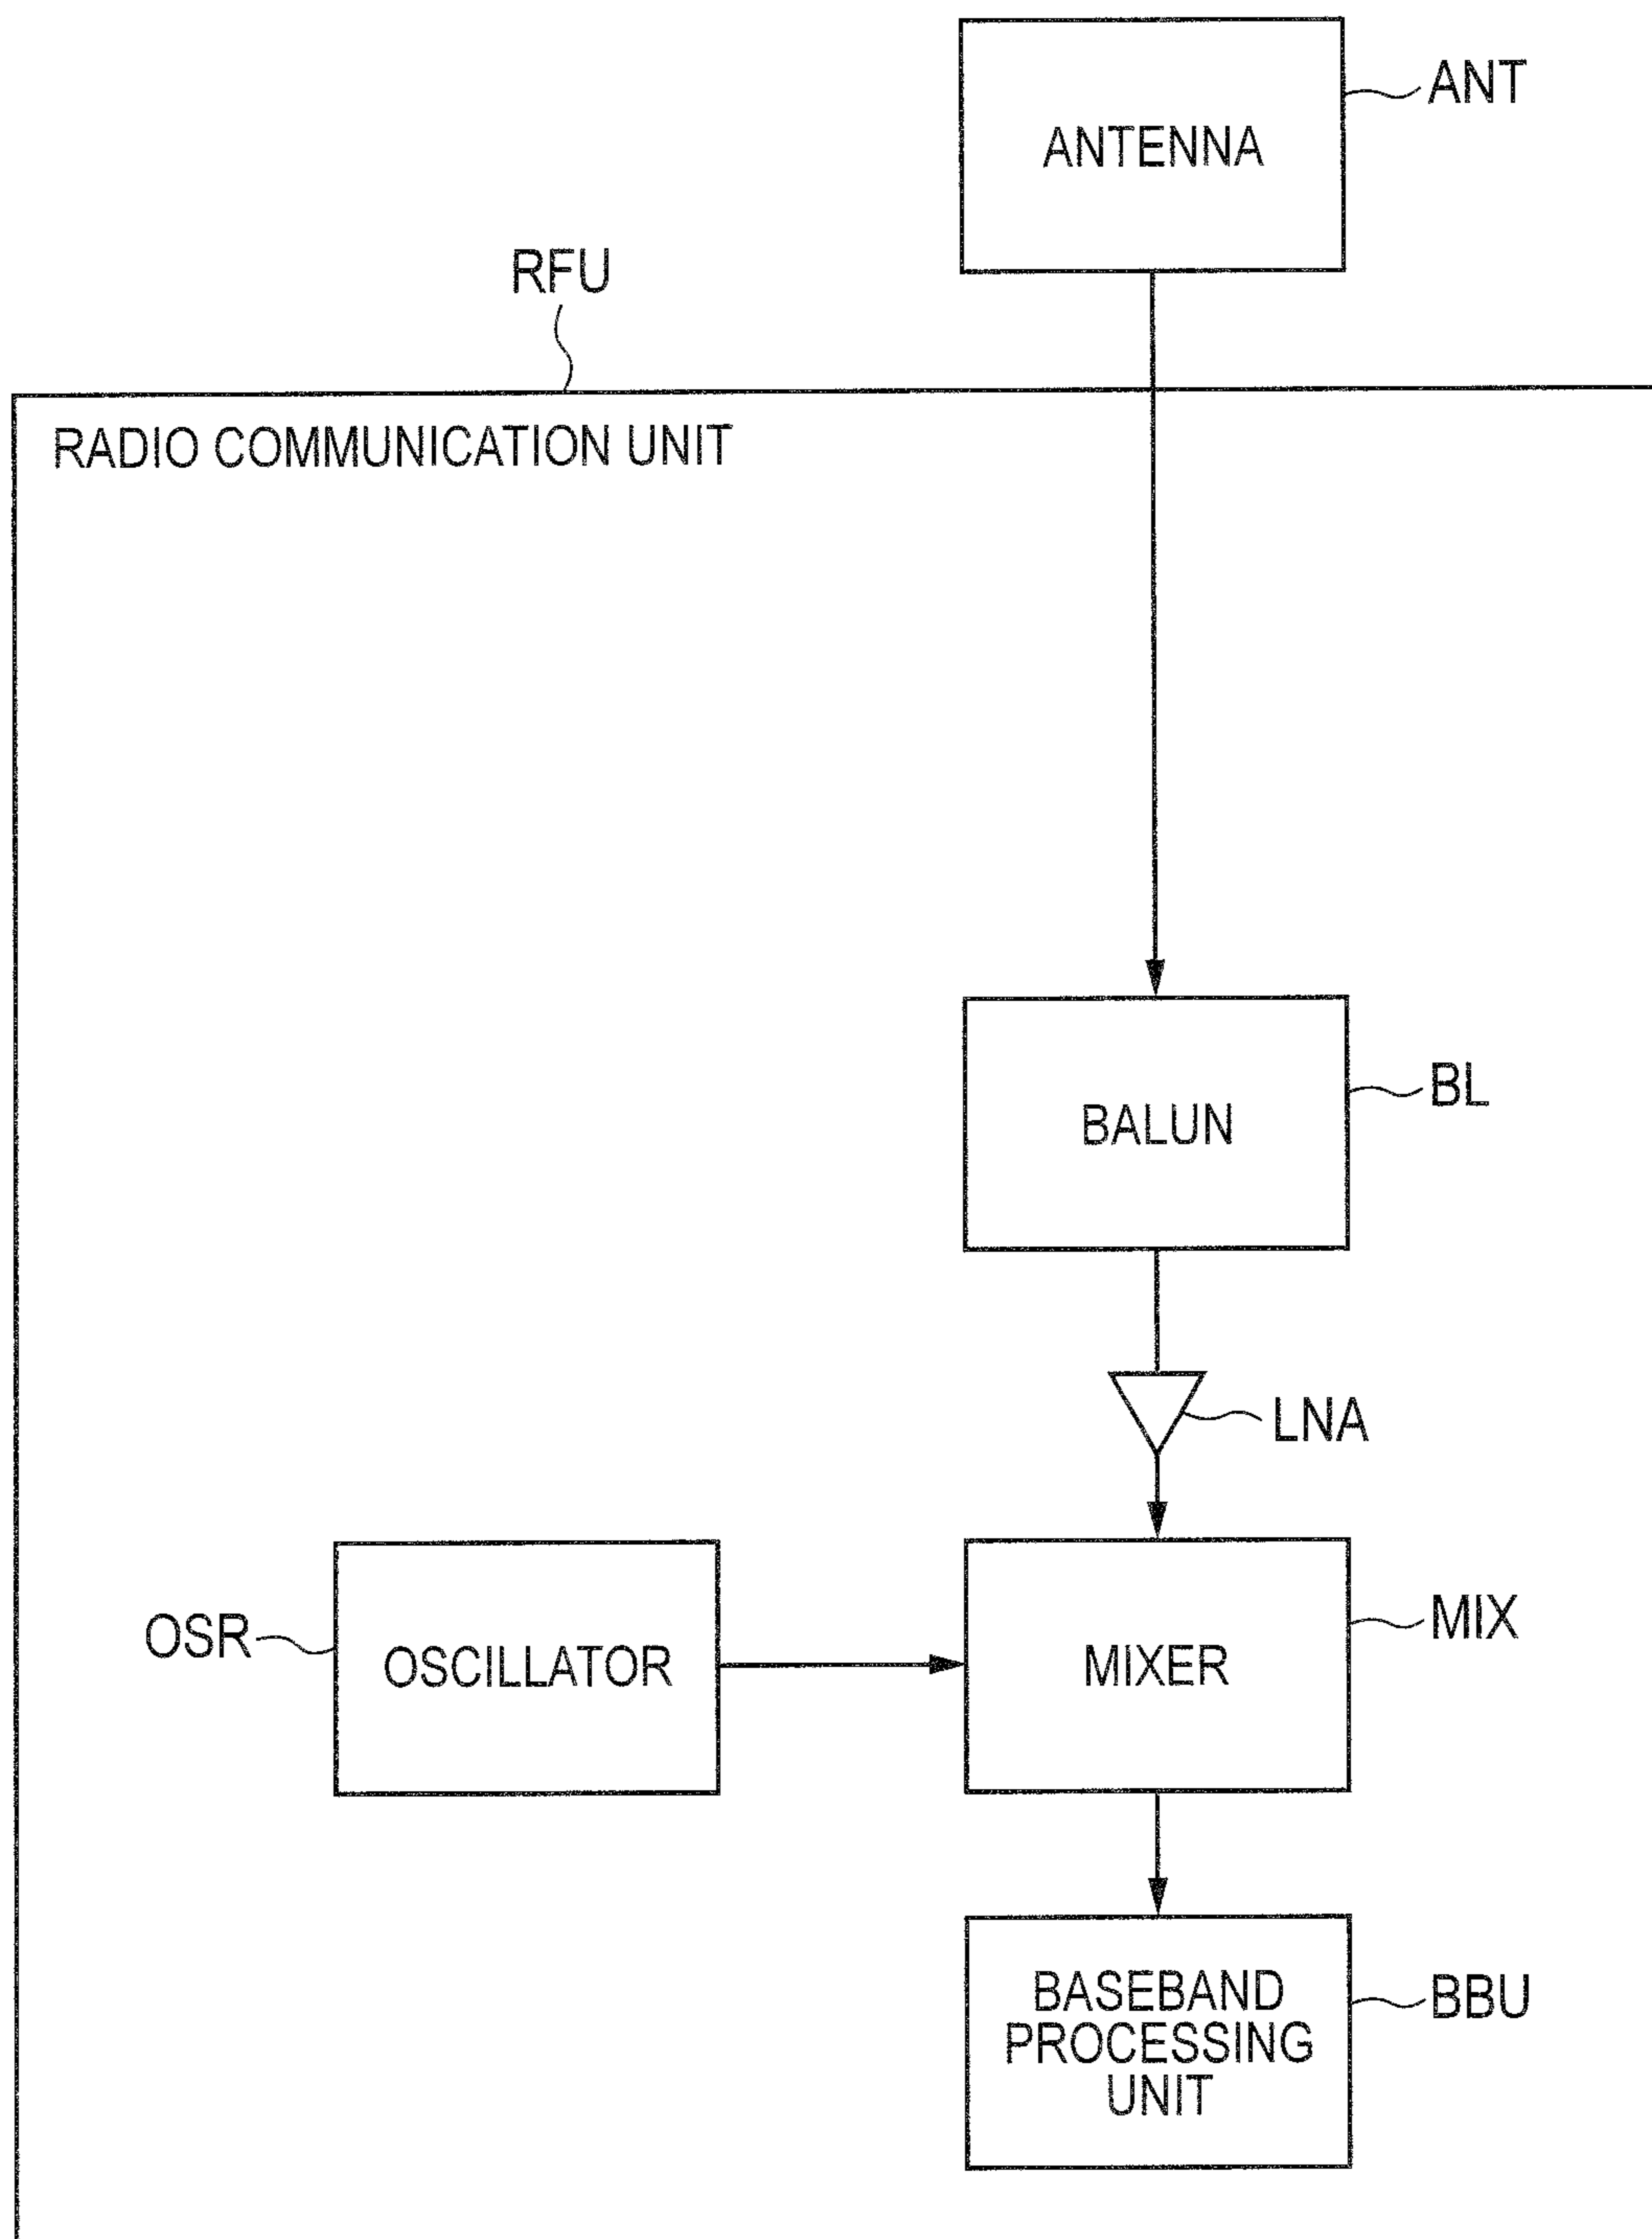 ANT
ANTENNA
RFU
RADIO COMMUNICATION UNIT
BL
BALUN
LNA
OSR
OSCILLATOR
MIXER
MIX
BASEBAND
PROCESSING
UNIT
BBU